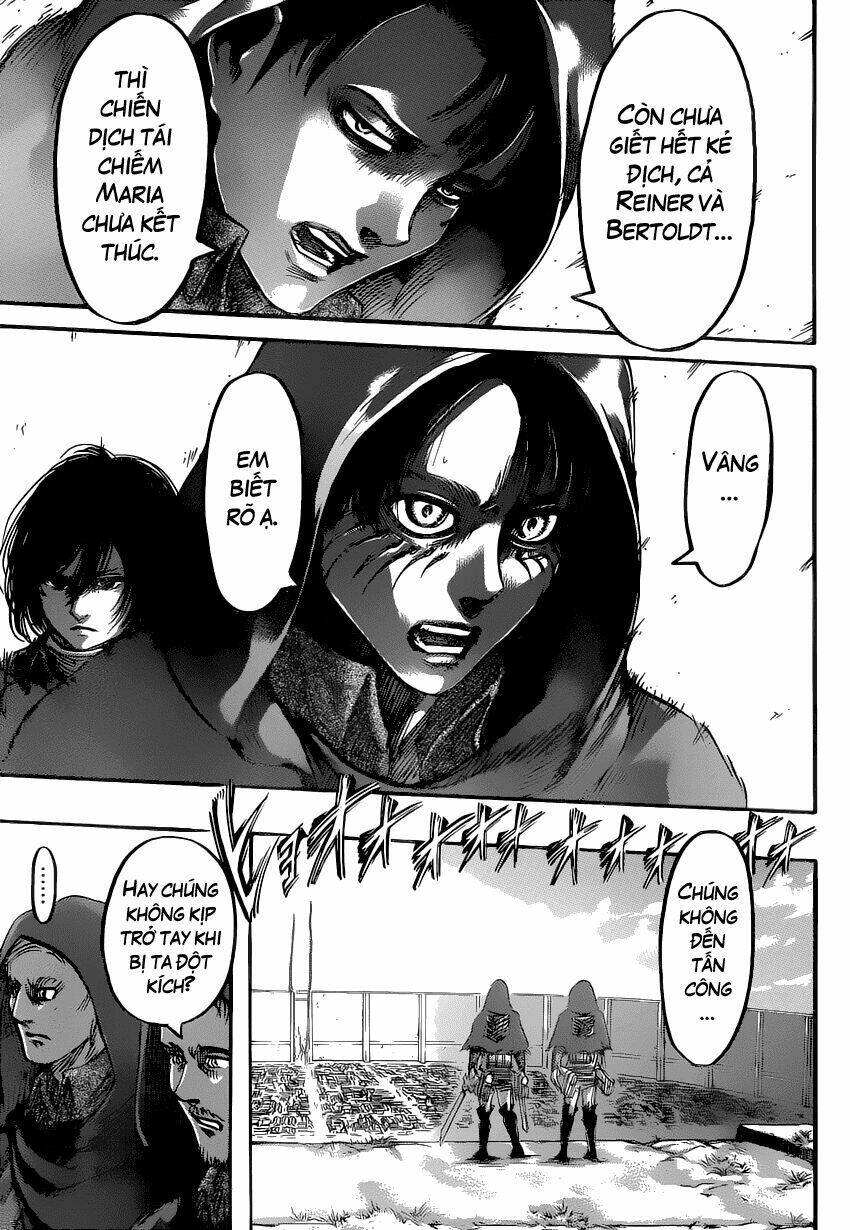 CÒN CHƯA
GIẾT HẾT KẺ
ĐỊCH, CẢ
REINER VÀ
BERTOLDT...
THÌ
CHIẾN
DỊCH TÁI
CHIẾM
MARIA
CHƯA KẾT
THÚC.
VÂNG
...
EM
BIẾT
RÕ Ạ.
CHÚNG
KHÔNG
ĐẾN
TẤN
CÔNG
...
HAY CHÚNG
KHÔNG KỊP
TRỞ TAY KHI
BỊ TA ĐỘT
KÍCH?
......